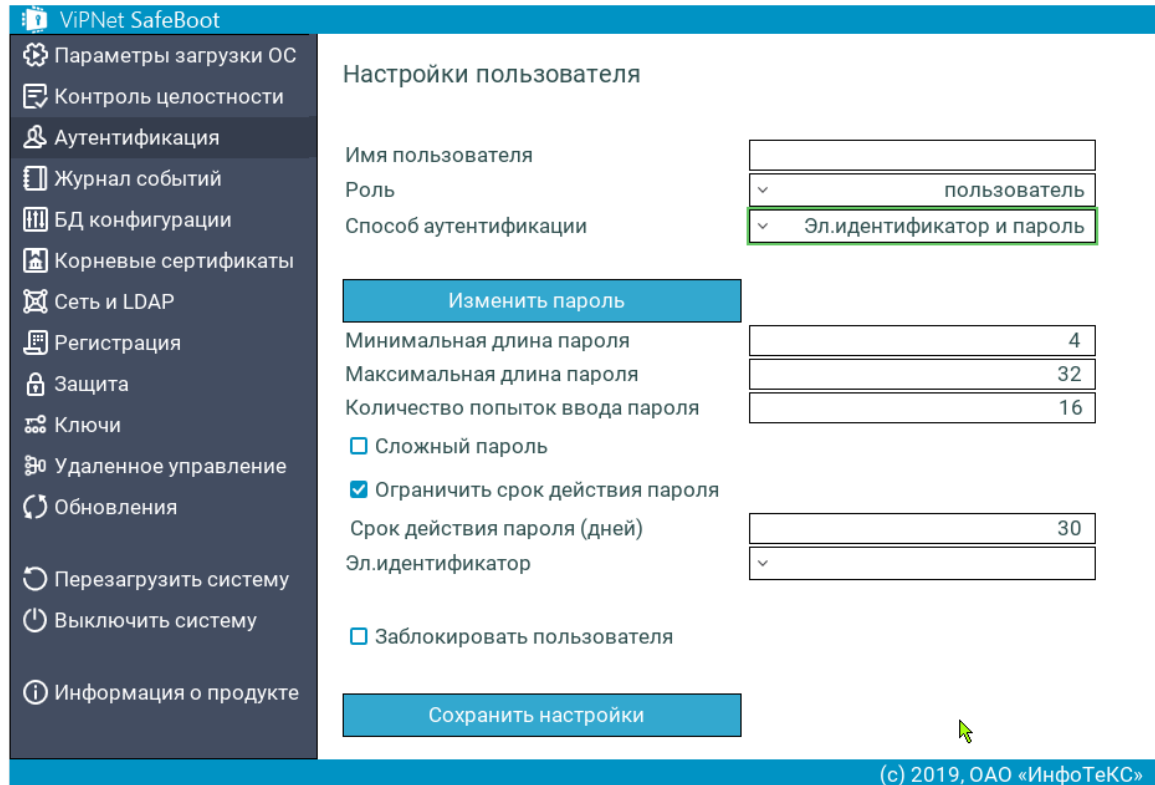 ViPNet SafeBoot
Параметры загрузки ОС
Контроль целостности
Аутентификация
Журнал событий
БД конфигурации
Корневые сертификаты
Сеть и LDAP
Регистрация
Защита
Ключи
Удаленное управление
Обновления
Перезагрузить систему
Выключить систему
Информация о продукте
Настройки пользователя
Имя пользователя
Роль пользователь
Способ аутентификации Эл.идентификатор и пароль
Изменить пароль
Минимальная длина пароля 4
Максимальная длина пароля 32
Количество попыток ввода пароля 16
Сложный пароль
Ограничить срок действия пароля
Срок действия пароля (дней) 30
Эл.идентификатор
Заблокировать пользователя
Сохранить настройки
(c) 2019, ОАО «ИнфоТеКС»